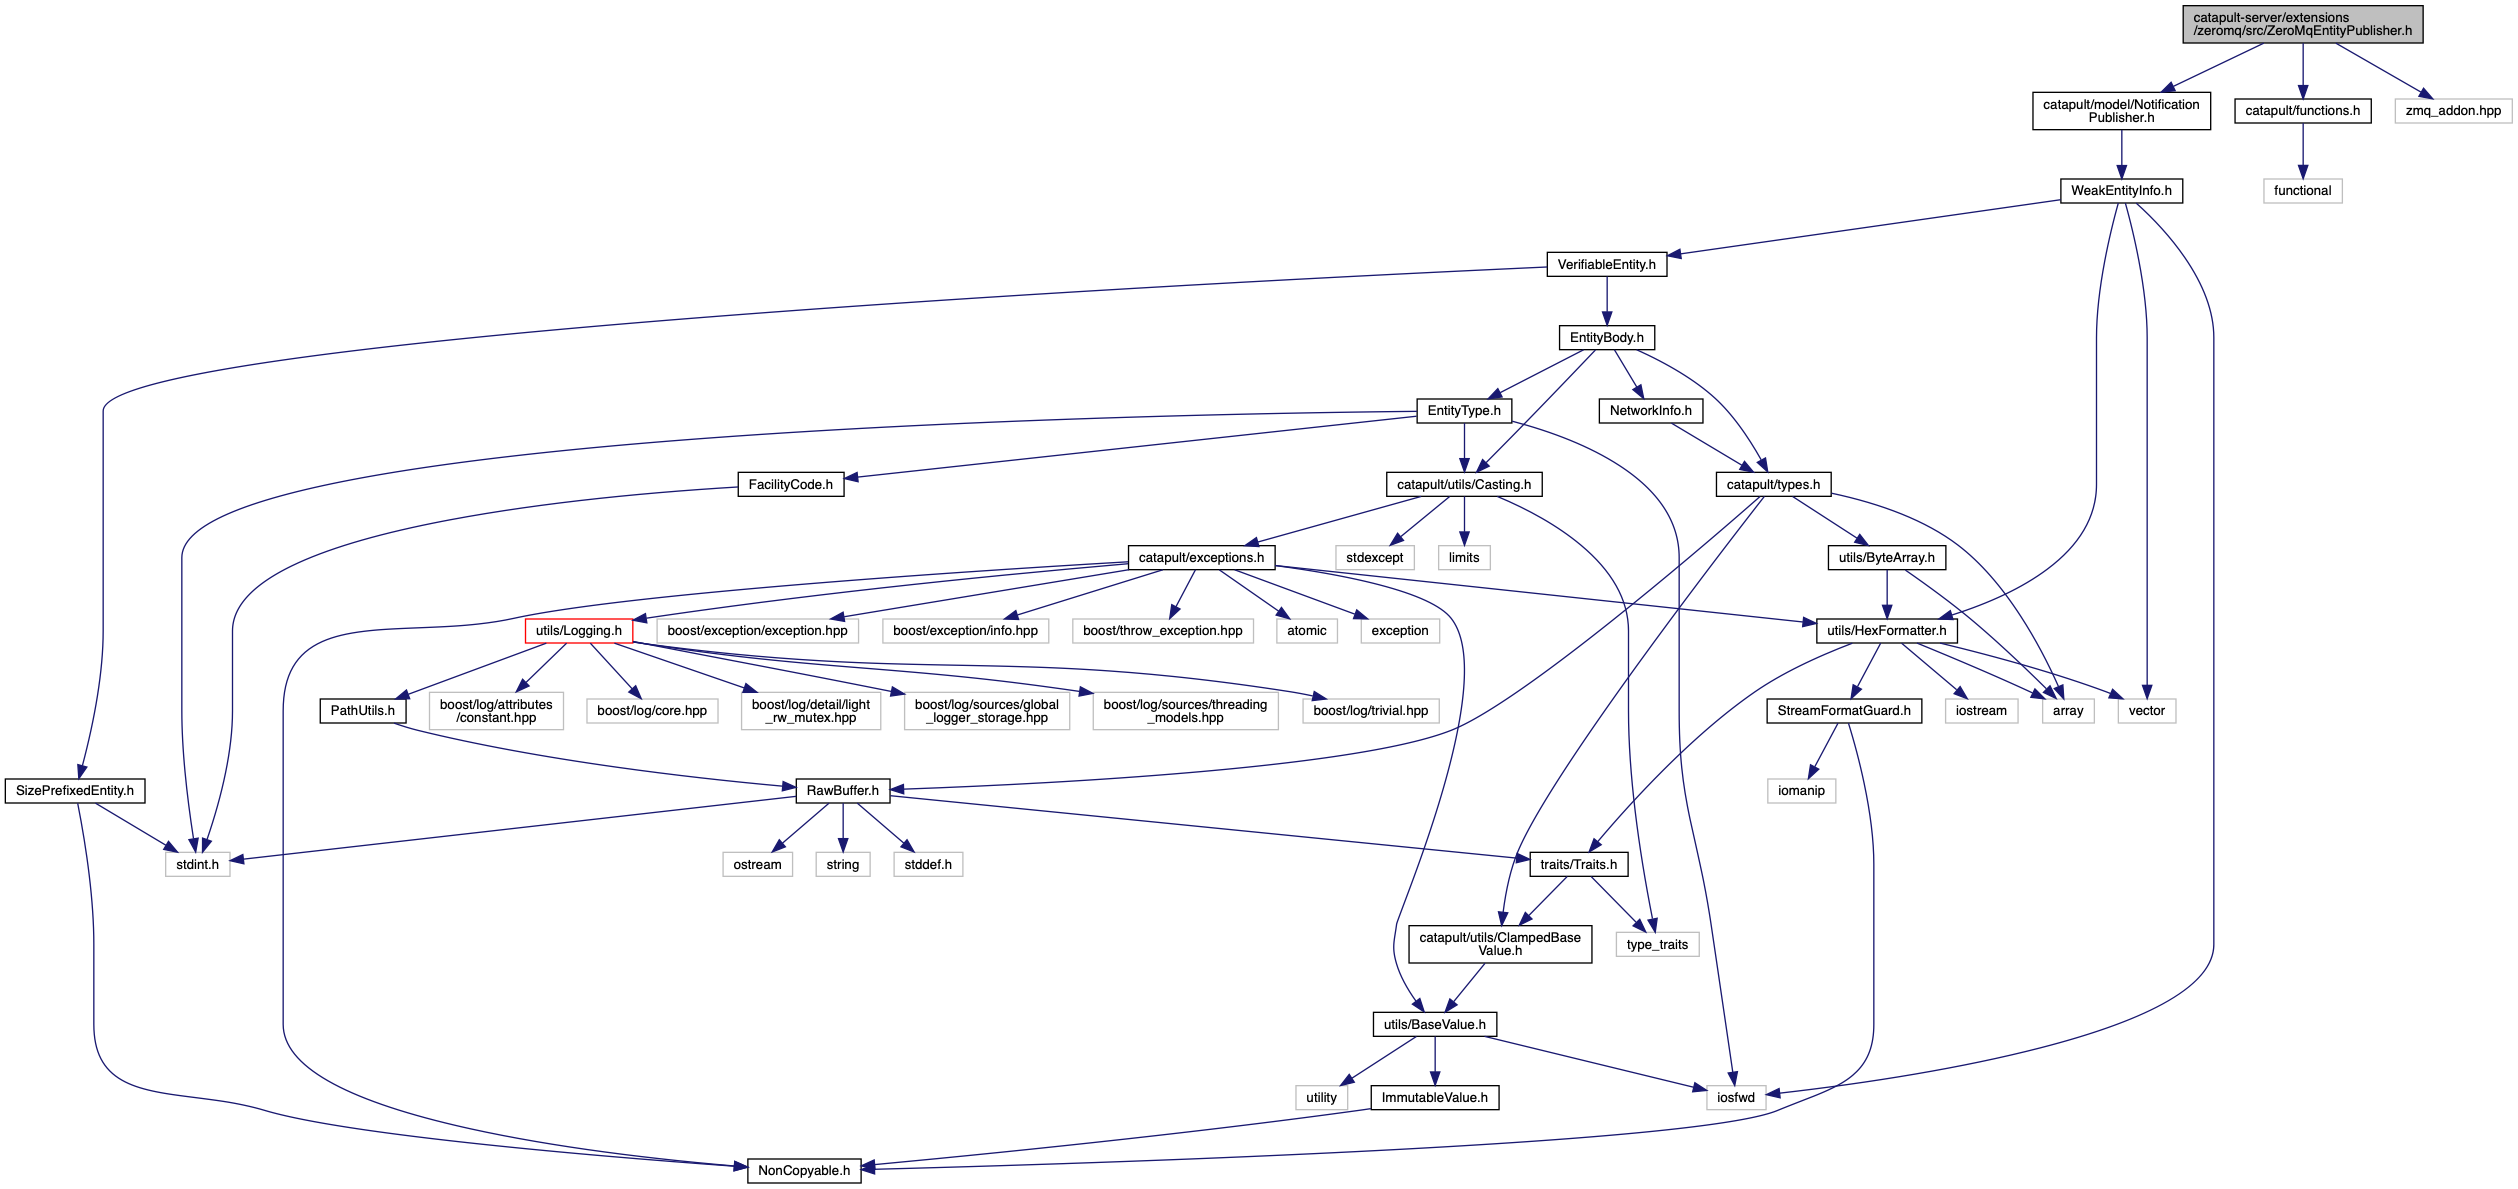 catapult-server/extensions
/zeromq/src/ZeroMqEntityPublisher.h
catapult/model/Notification
Publisher.h
catapult/functions.h
zmq_addon.hpp
WeakEntityInfo.h
functional
VerifiableEntity.h
EntityBody.h
EntityType.h
NetworkInfo.h
FacilityCode.h
catapult/utils/Casting.h
catapult/types.h
catapult/exceptions.h
stdexcept
limits
utils/ByteArray.h
utils/Logging.h
boost/exception/exception.hpp
boost/exception/info.hpp
boost/throw_exception.hpp
atomic
exception
utils/HexFormatter.h
PathUtils.h
boost/log/attributes
/constant.hpp
boost/log/core.hpp
boost/log/detail/light
_rw_mutex.hpp
boost/log/sources/global
_logger_storage.hpp
boost/log/sources/threading
_models.hpp
boost/log/trivial.hpp
StreamFormatGuard.h
iostream
array
vector
SizePrefixedEntity.h
RawBuffer.h
iomanip
stdint.h
ostream
string
stddef.h
traits/Traits.h
catapult/utils/ClampedBase
Value.h
type_traits
utils/BaseValue.h
utility
ImmutableValue.h
iosfwd
NonCopyable.h